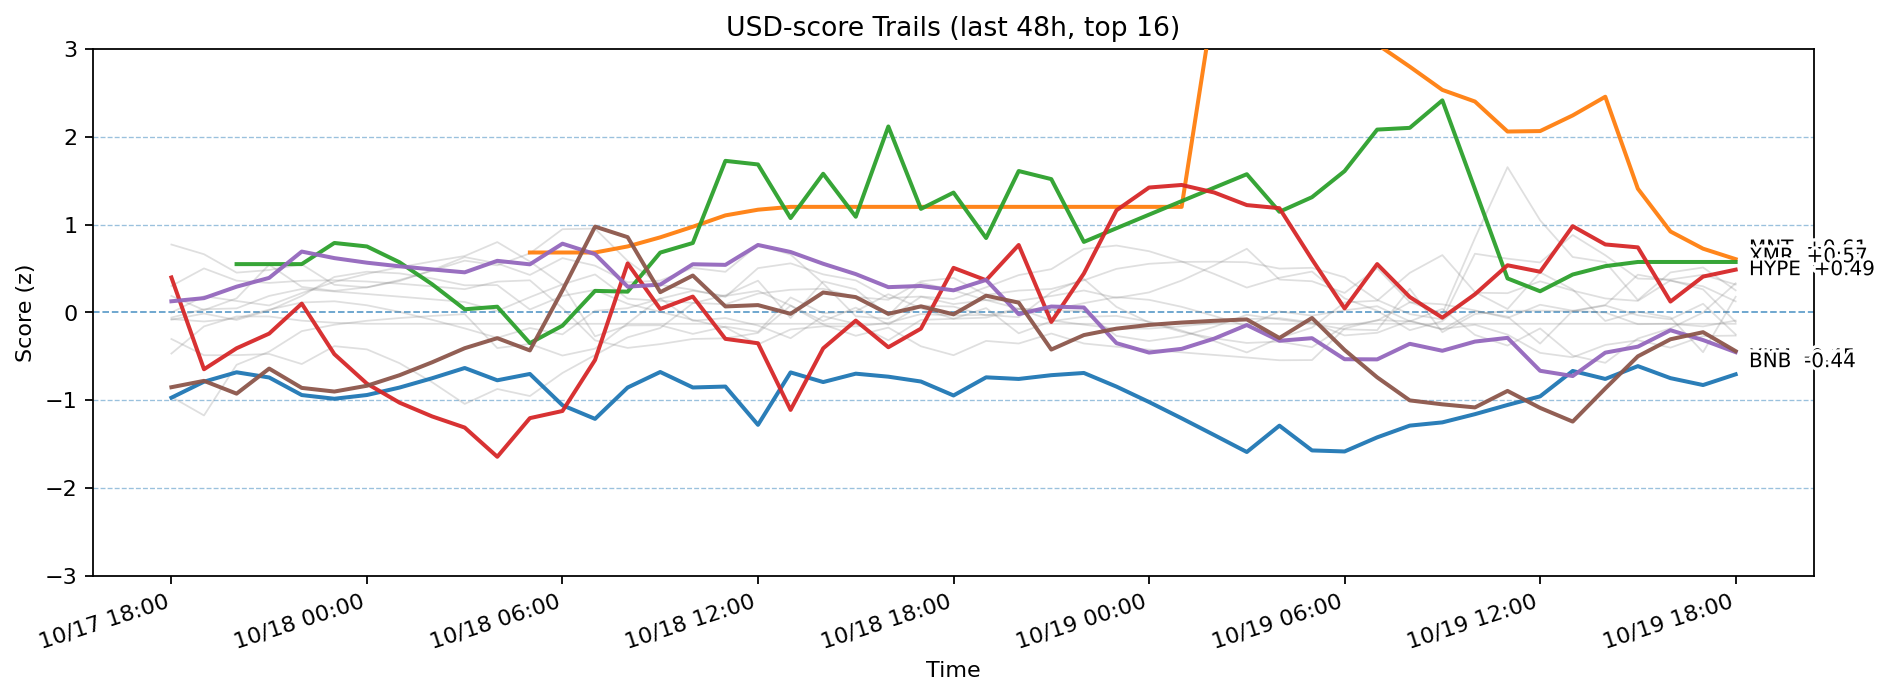 USD-score Trails (last 48h, top 16)
3
2
1
0
−1
−2
−3
Score (z)
MNT +0.61
XMR +0.57
HYPE +0.49
BNB -0.44
10/17 18:00
10/18 00:00
10/18 06:00
10/18 12:00
10/18 18:00
10/19 00:00
10/19 06:00
10/19 12:00
10/19 18:00
Time